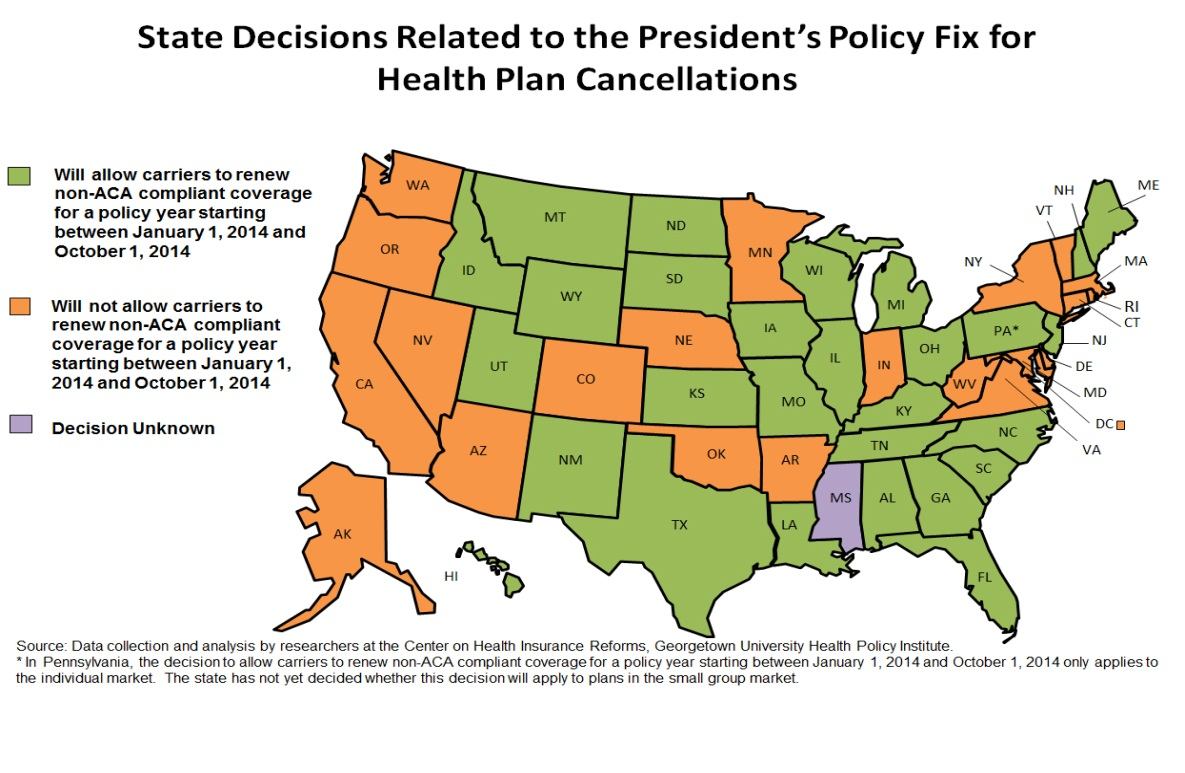 State Decisions Related to the President's Policy Fix for
Health Plan Cancellations
Will allow carriers to renew
non-ACA compliant coverage
for a policy year starting
between January 1, 2014 and
October 1, 2014
Will not allow carriers to
renew non-ACA compliant
coverage for a policy year
starting between January 1,
2014 and October 1, 2014
Decision Unknown
WA
OR
CA
NV
ID
MT
WY
UT
AZ
CO
NM
ND
SD
NE
KS
OK
TX
MN
IA
MO
AR
LA
WI
IL
MI
IN
OH
KY
TN
MS
AL
GA
FL
SC
NC
WV
PA*
NY
VT
NH
ME
MA
RI
CT
NJ
DE
MD
DC
VA
AK
HI
Source: Data collection and analysis by researchers at the Center on Health Insurance Reforms, Georgetown University Health Policy Institute.
* In Pennsylvania, the decision to allow carriers to renew non-ACA compliant coverage for a policy year starting between January 1, 2014 and October 1, 2014 only applies to
the individual market. The state has not yet decided whether this decision will apply to plans in the small group market.